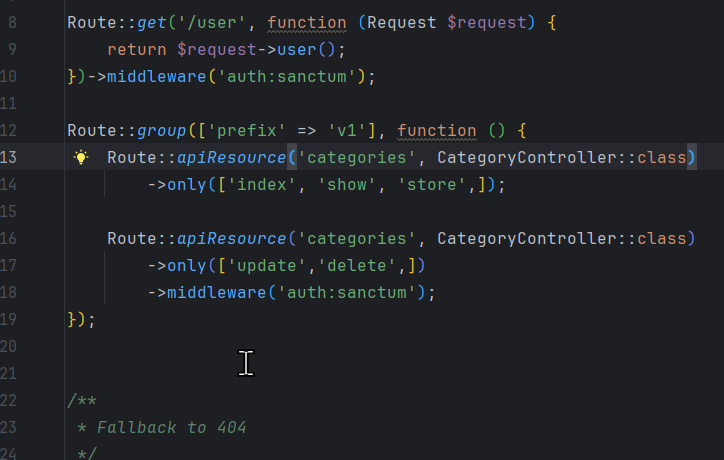 8 Route::get('/user', function (Request $request) {
9 return $request->user();
10 })->middleware('auth:sanctum');
11
12 Route::group(['prefix' => 'v1'], function () {
13 Route::apiResource('categories', CategoryController::class)
14 ->only(['index', 'show', 'store',]);
15
16 Route::apiResource('categories', CategoryController::class)
17 ->only(['update','delete',])
18 ->middleware('auth:sanctum');
19 });
20
21
22 /**
23 * Fallback to 404
24 */